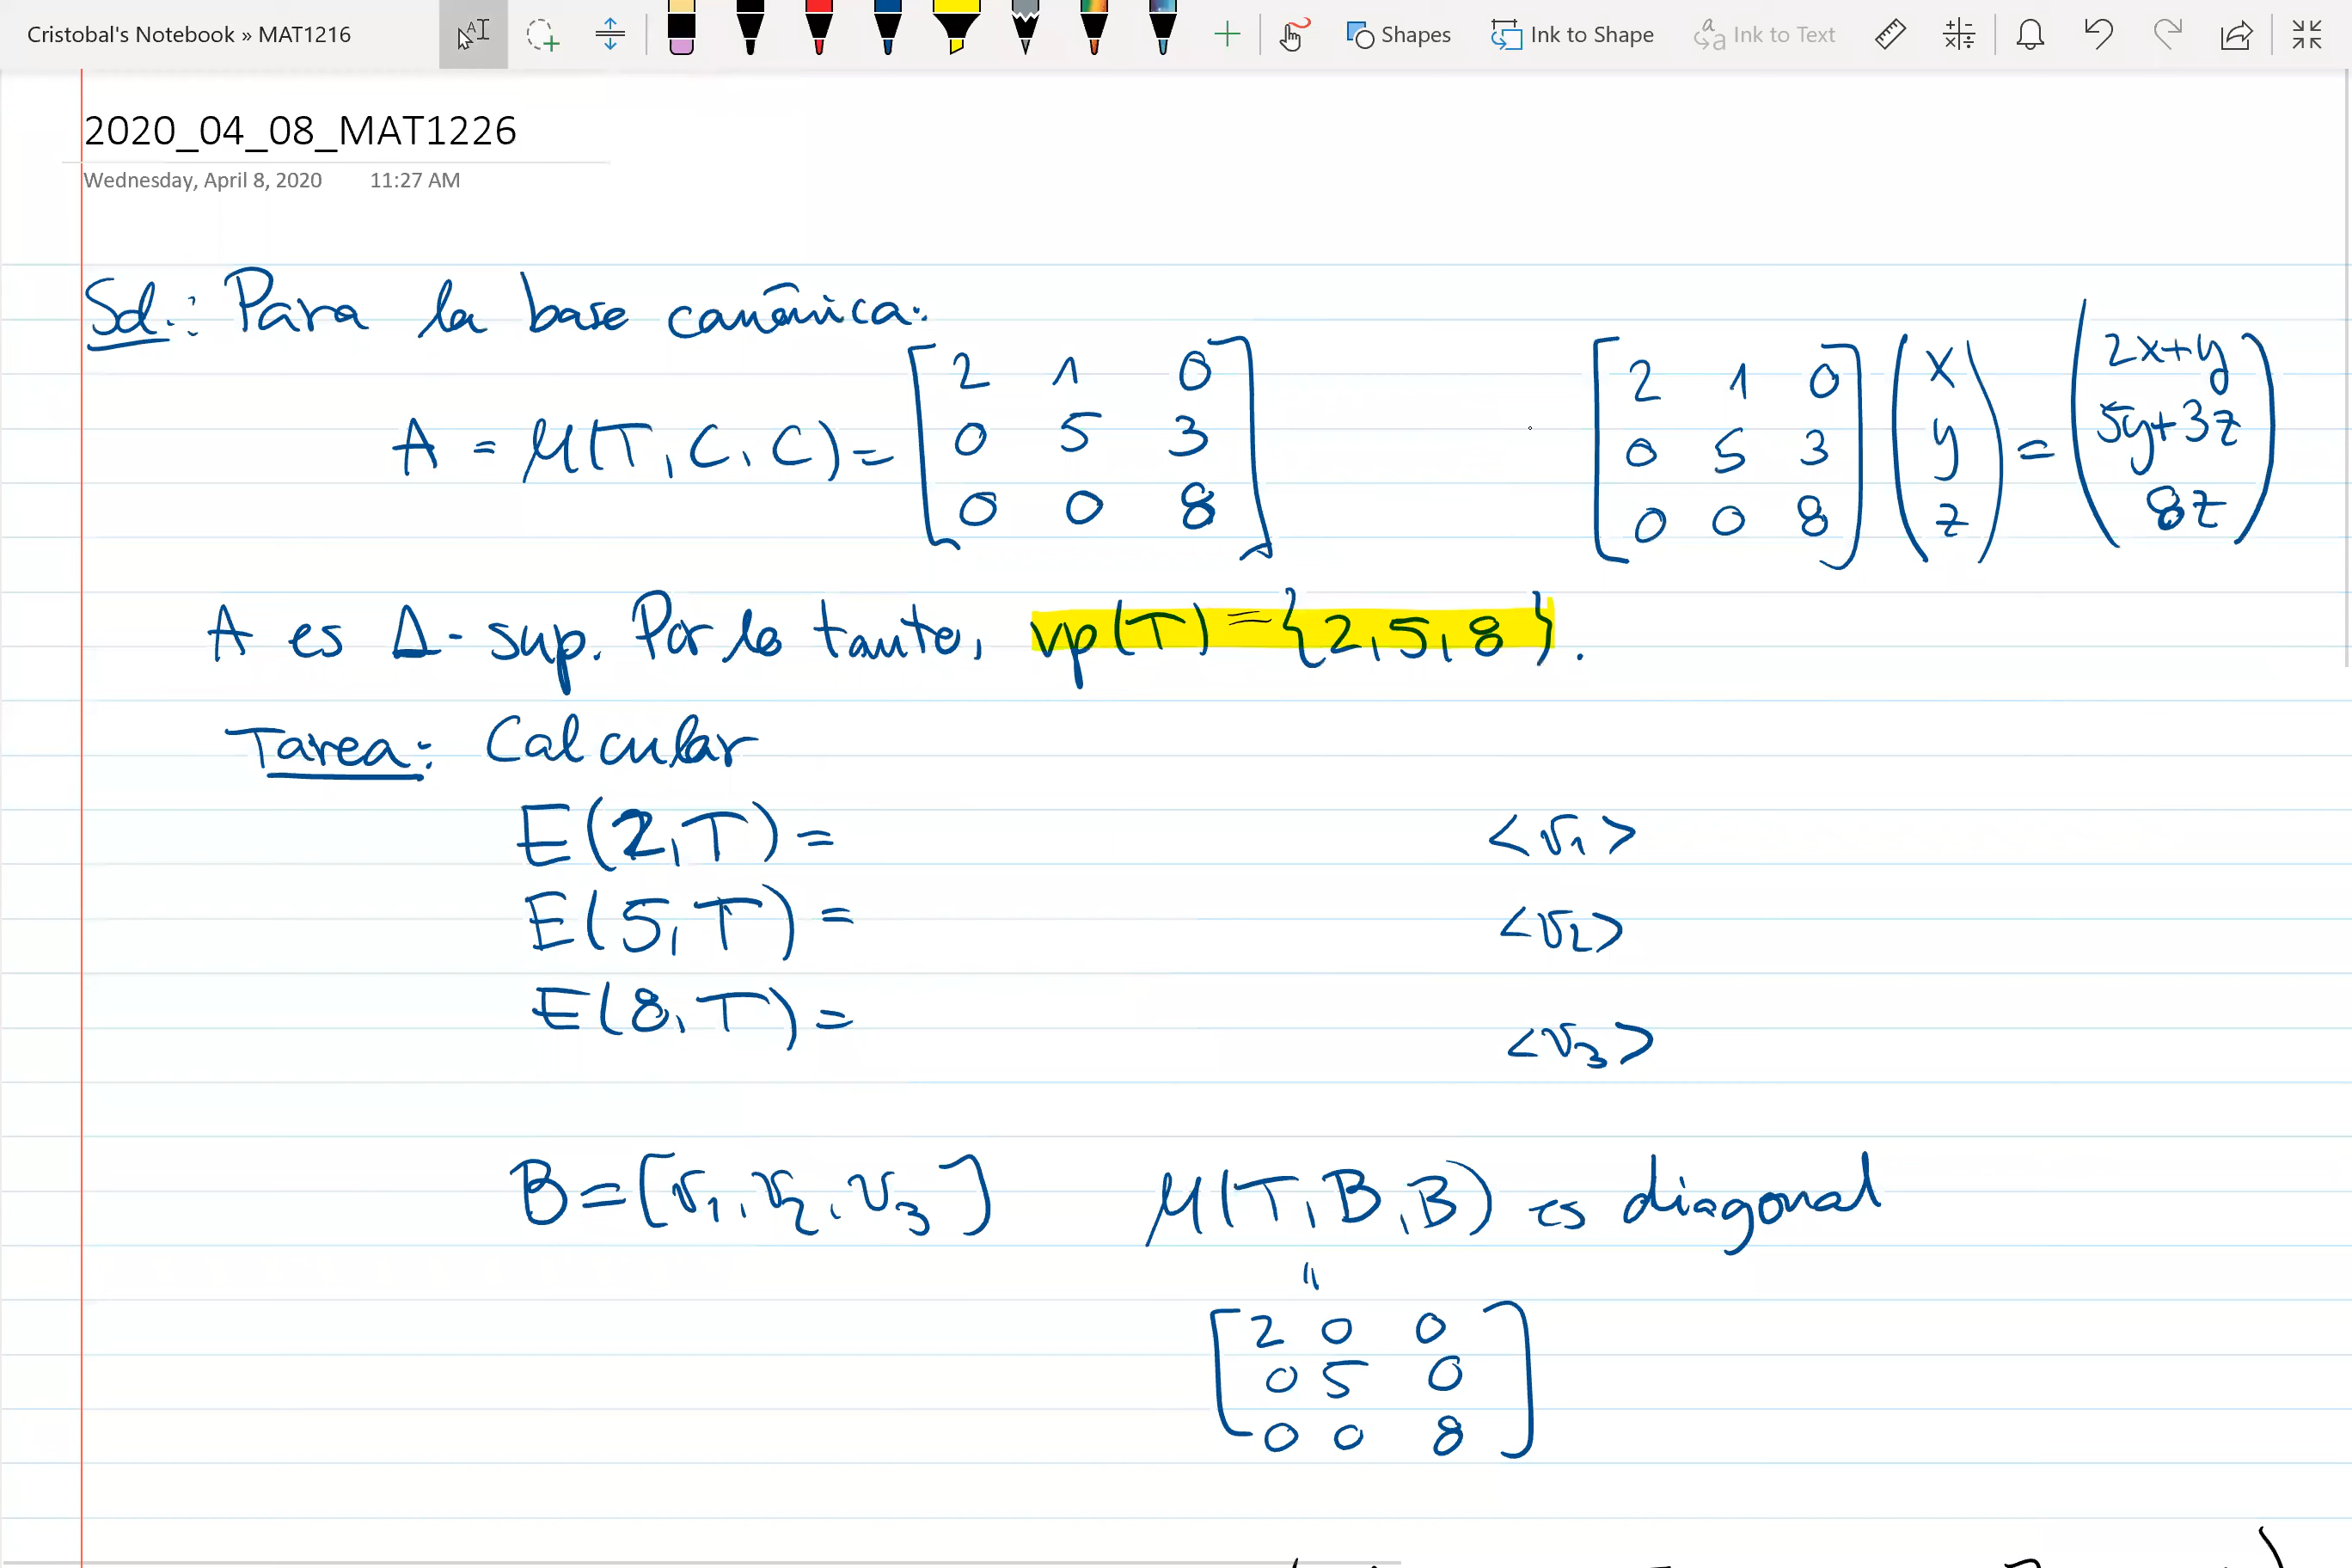 Cristobal's Notebook » MAT1216
Shapes Ink to Shape Ink to Text
2020_04_08_MAT1226
Wednesday, April 8, 2020 11:27 AM
Sol.: Para la base canónica:
A = M(T, C, C) = [2 1 0; 0 5 3; 0 0 8] [2 1 0; 0 5 3; 0 0 8] (x; y; z) = (2x+y; 5y+3z; 8z)
A es Δ-sup. Por lo tanto, vp(T) = {2, 5, 8}.
Tarea: Calcular
E(2, T) = <v₁>
E(5, T) = <v₂>
E(8, T) = <v₃>
B = [v₁, v₂, v₃] M(T, B, B) es diagonal
"
[2 0 0
0 5 0
0 0 8]